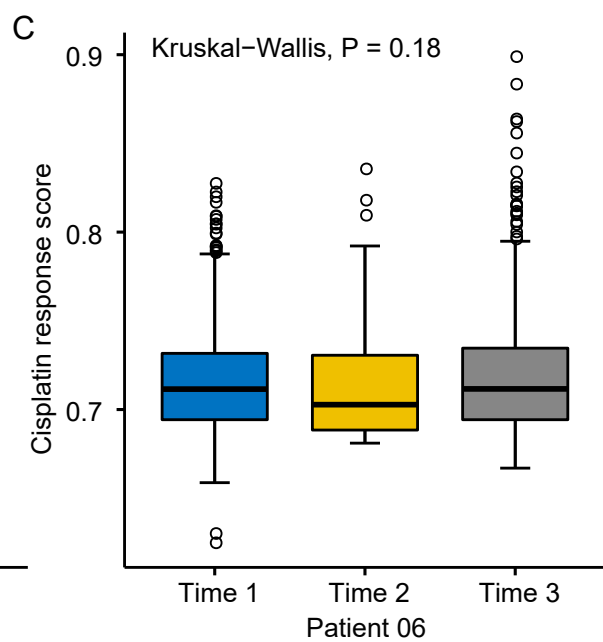 C
Kruskal−Wallis, P = 0.18
Cisplatin response score
0.9
0.8
0.7
Time 1 Time 2 Time 3
Patient 06